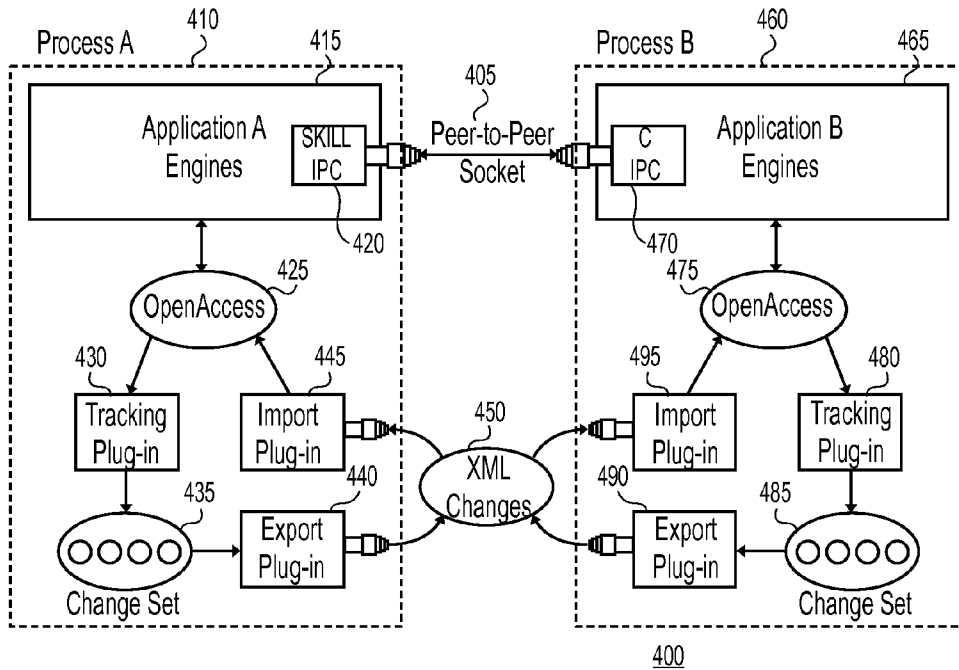 410
460
Process A
415
Process B
465
405
Application A
Engines
SKILL
IPC
Peer-to-Peer
Socket
C
IPC
Application B
Engines
420
470
425
475
OpenAccess
OpenAccess
430
445
495
480
Tracking
Plug-in
Import
Plug-in
450
XML
Changes
Import
Plug-in
Tracking
Plug-in
435
440
490
485
Export
Plug-in
Export
Plug-in
Change Set
Change Set
400